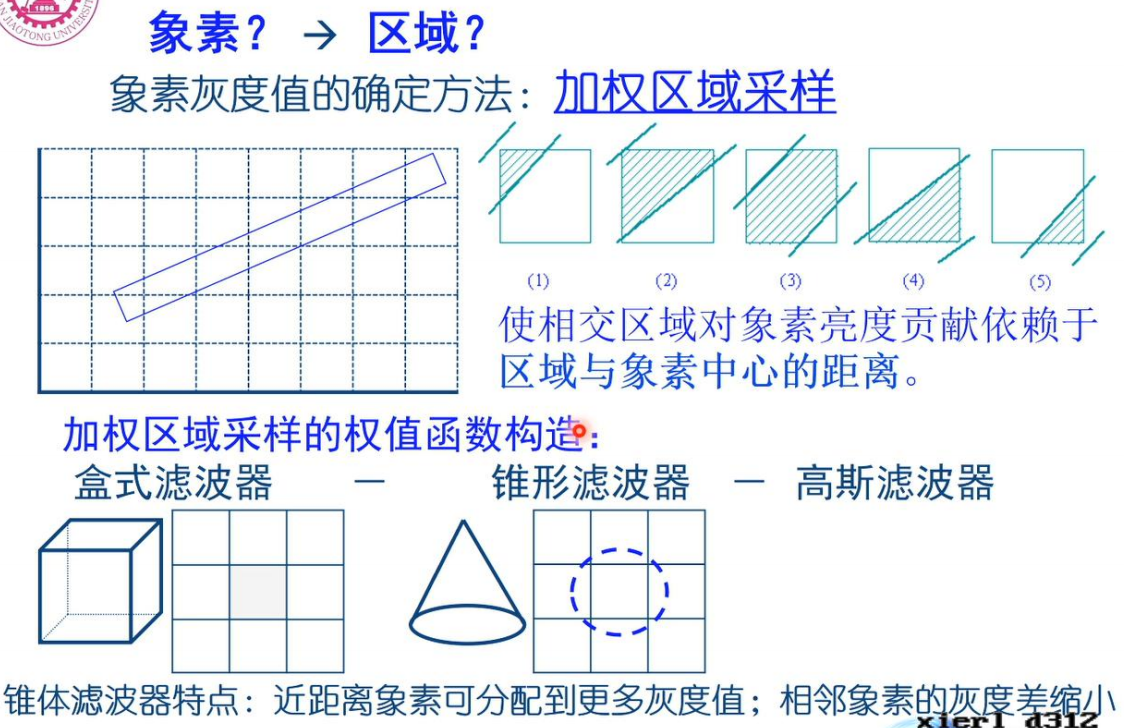 1896
JIAOTONG UNIVERSITY
象素? → 区域?
象素灰度值的确定方法：加权区域采样
(1) (2) (3) (4) (5)
使相交区域对象素亮度贡献依赖于
区域与象素中心的距离。
加权区域采样的权值函数构造：
盒式滤波器 — 锥形滤波器 — 高斯滤波器
锥体滤波器特点：近距离象素可分配到更多灰度值；相邻象素的灰度差缩小